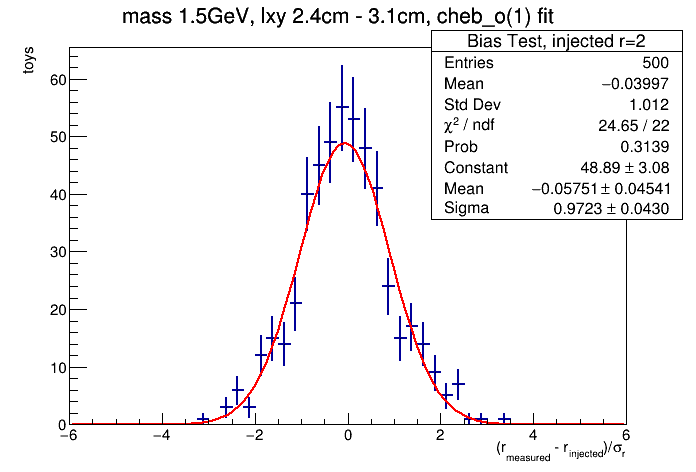 mass 1.5GeV, lxy 2.4cm - 3.1cm, cheb_o(1) fit
toys
Bias Test, injected r=2
Entries 500
Mean −0.03997
Std Dev 1.012
χ² / ndf 24.65 / 22
Prob 0.3139
Constant 48.89 ± 3.08
Mean −0.05751 ± 0.04541
Sigma 0.9723 ± 0.0430
60
50
40
30
20
10
0
−6 −4 −2 0 2 4 6
(r_measured - r_injected)/σ_r